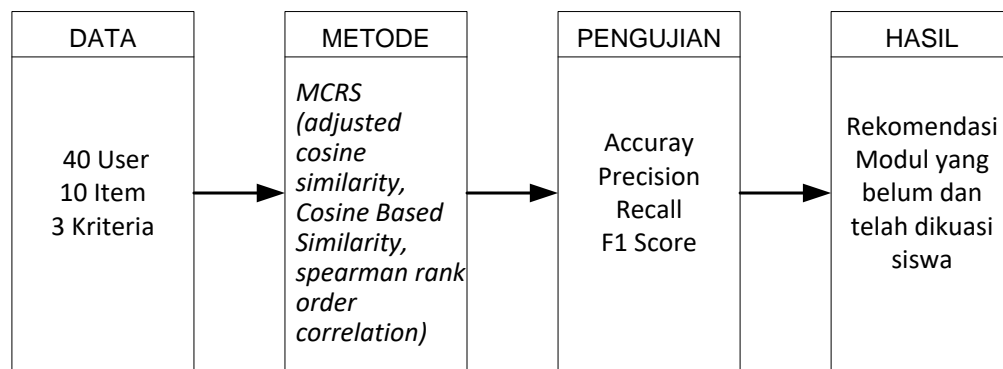 DATA
40 User
10 Item
3 Kriteria
METODE
MCRS
(adjusted
cosine
similarity,
Cosine Based
Similarity,
spearman rank
order
correlation)
PENGUJIAN
Accuray
Precision
Recall
F1 Score
HASIL
Rekomendasi
Modul yang
belum dan
telah dikuasi
siswa